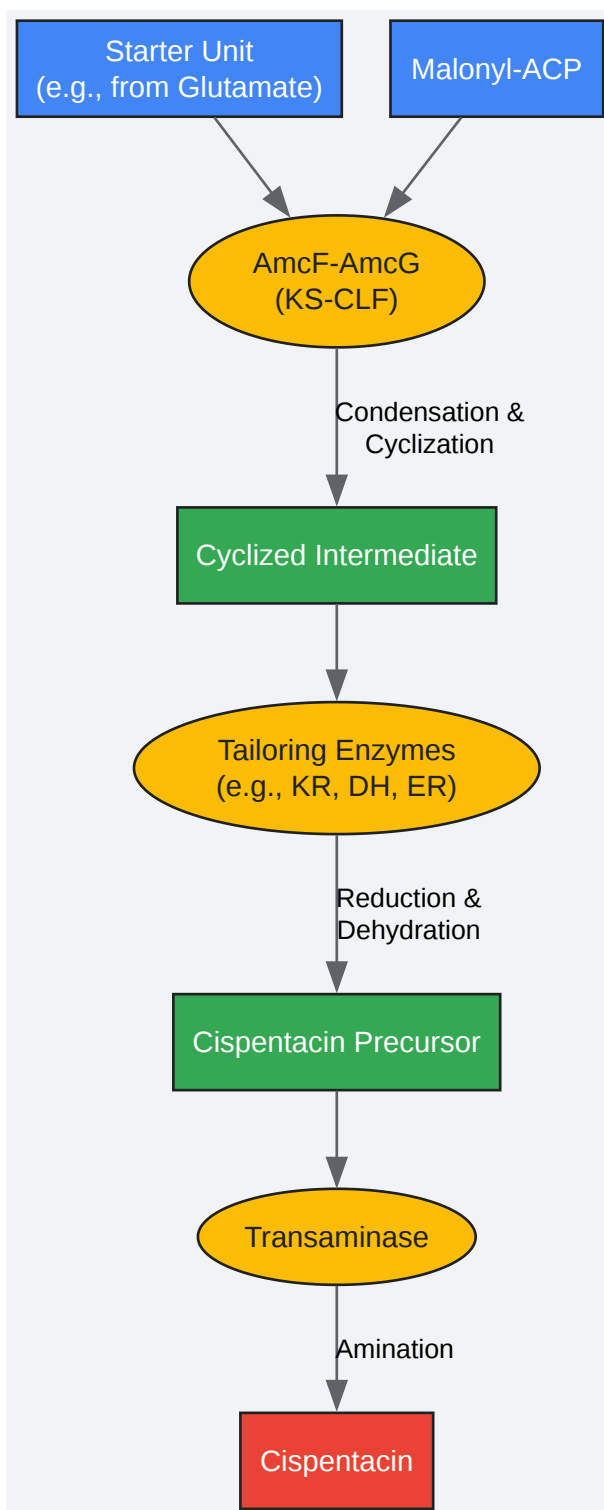 Starter Unit
(e.g., from Glutamate)
Malonyl-ACP
AmcF-AmcG
(KS-CLF)
Condensation &
Cyclization
Cyclized Intermediate
Tailoring Enzymes
(e.g., KR, DH, ER)
Reduction &
Dehydration
Cispentacin Precursor
Transaminase
Amination
Cispentacin